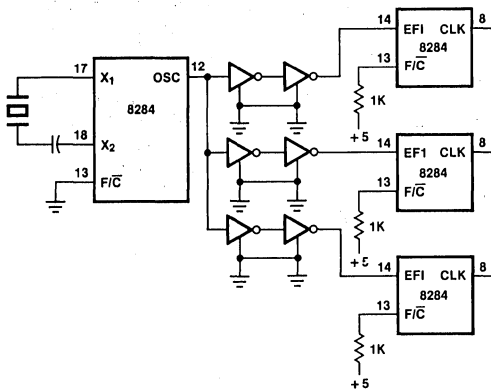 17 X1 OSC 12
8284
18 X2
13 F/C̅
14 EFI CLK 8
8284
13 F/C̅
1K
+5
14 EF1 CLK 8
8284
13 F/C̅
1K
+5
14 EFI CLK 8
8284
13 F/C̅
1K
+5